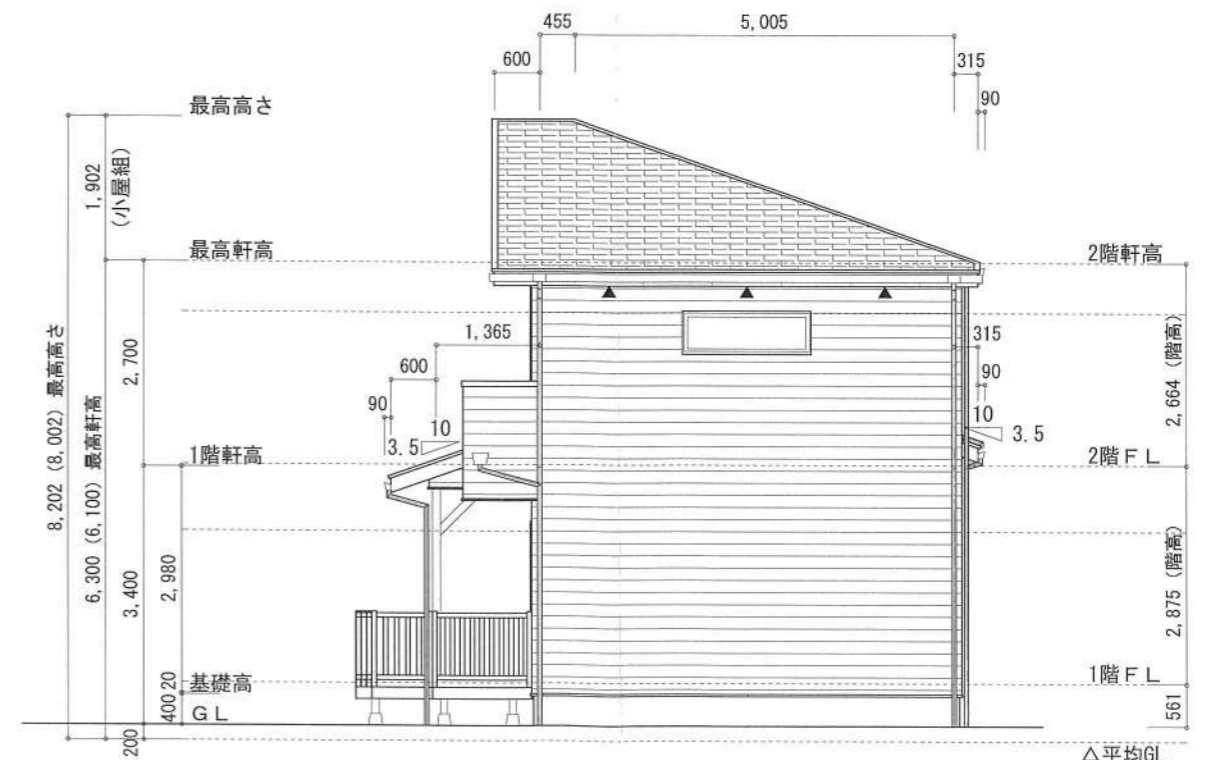 455
5,005
600
315
90
最高高さ
1,902
(小屋組)
最高軒高
2階軒高
8,202 (8,002) 最高高さ
6,300 (6,100) 最高軒高
2,700
1,365
600
90
10
3.5
315
90
10
3.5
2,664 (階高)
1階軒高
2階FL
3,400
2,980
2,875 (階高)
20
基礎高
1階FL
400
GL
561
200
△平均GL